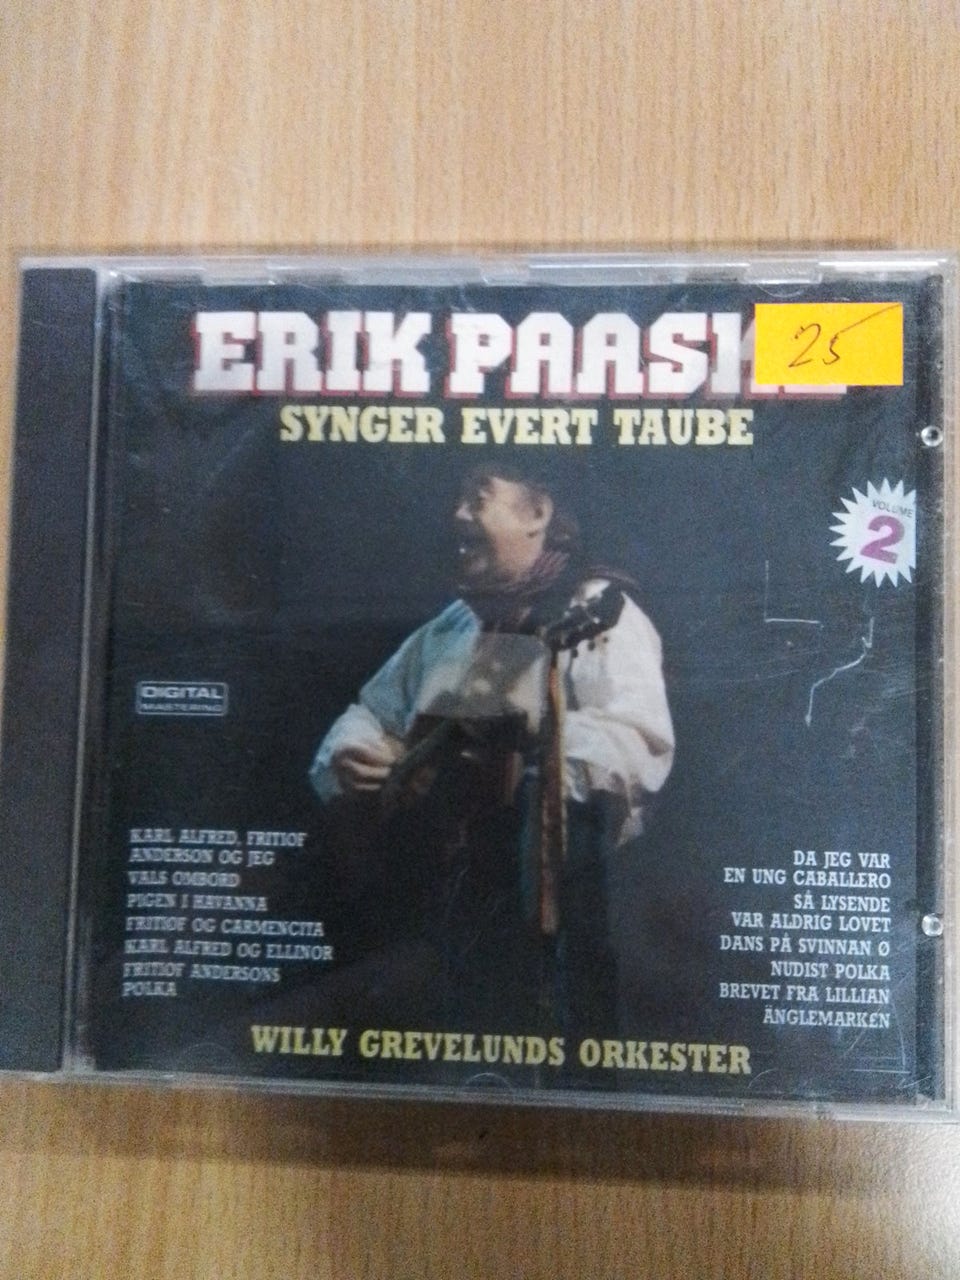 ERIK PAASKE
25
SYNGER EVERT TAUBE
VOLUME
2
DIGITAL
MASTERING
KARL ALFRED, FRITIOF
ANDERSON OG JEG
VALS OMBORD
PIGEN I HAVANNA
FRITIOF OG CARMENCITA
KARL ALFRED OG ELLINOR
FRITIOF ANDERSONS
POLKA
DA JEG VAR
EN UNG CABALLERO
SÅ LYSENDE
VAR ALDRIG LOVET
DANS PÅ SVINNAN Ø
NUDIST POLKA
BREVET FRA LILLIAN
ÄNGLEMARKEN
WILLY GREVELUNDS ORKESTER